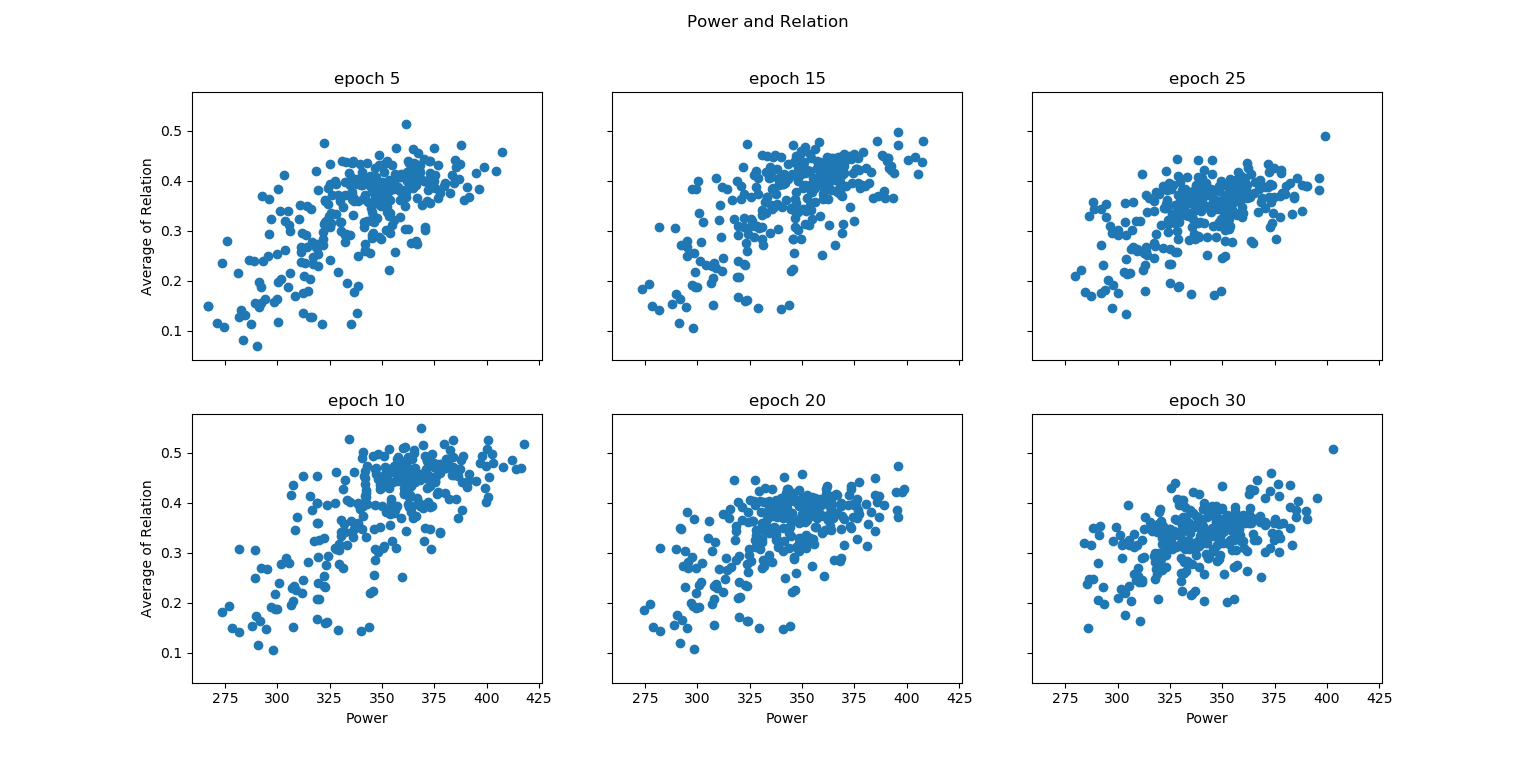 Power and Relation
epoch 5
epoch 15
epoch 25
0.5
0.4
0.3
0.2
0.1
Average of Relation
epoch 10
epoch 20
epoch 30
0.5
0.4
0.3
0.2
0.1
Average of Relation
275 300 325 350 375 400 425
275 300 325 350 375 400 425
275 300 325 350 375 400 425
Power
Power
Power